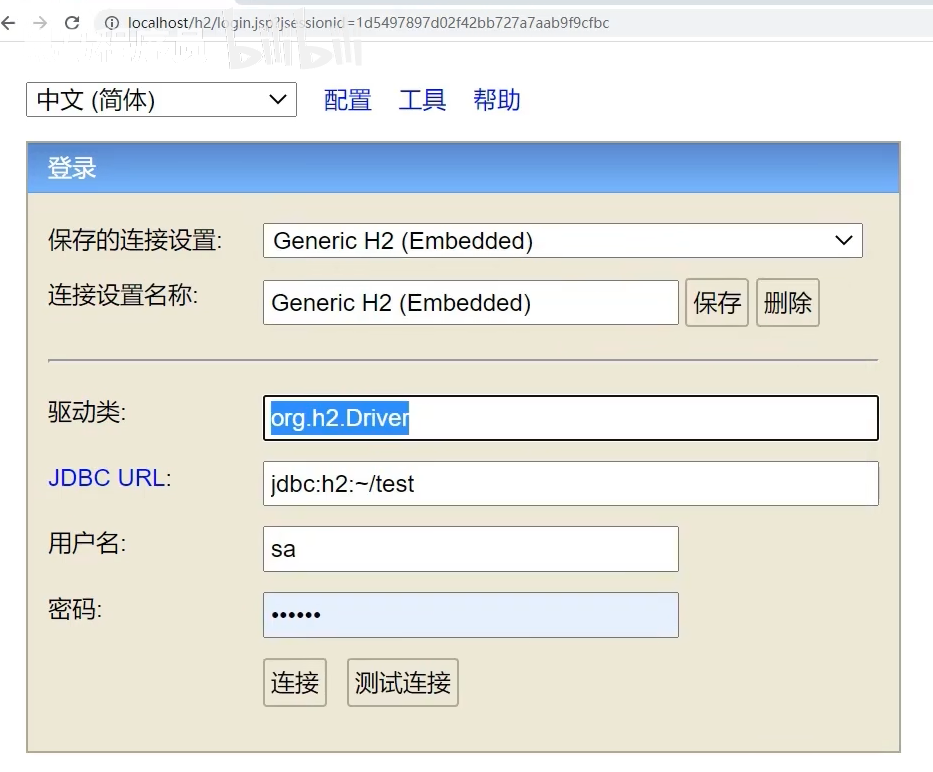 localhost/h2/login.jsp?jsessionid=1d5497897d02f42bb727a7aab9f9cfbc
bilibili
中文 (简体) 配置 工具 帮助
登录
保存的连接设置: Generic H2 (Embedded)
连接设置名称: Generic H2 (Embedded) 保存 删除
驱动类: org.h2.Driver
JDBC URL: jdbc:h2:~/test
用户名: sa
密码: ••••••
连接 测试连接